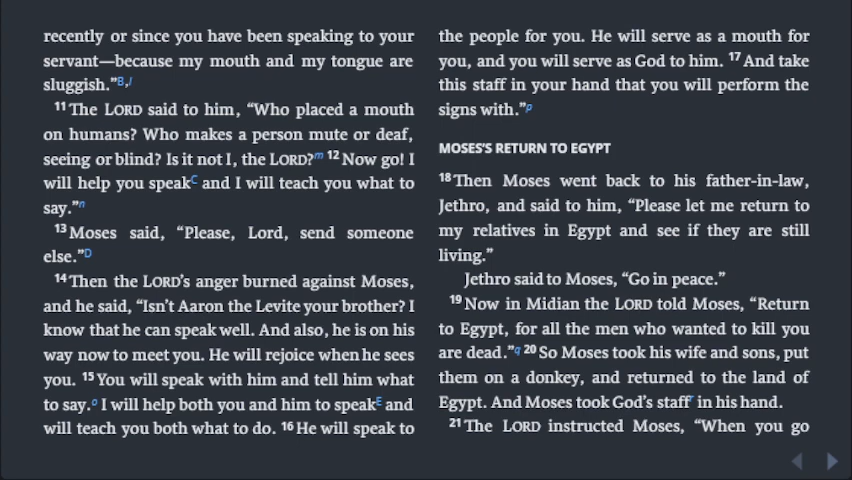 recently or since you have been speaking to your
servant—because my mouth and my tongue are
sluggish.”B,l
11 The LORD said to him, “Who placed a mouth
on humans? Who makes a person mute or deaf,
seeing or blind? Is it not I, the LORD?m 12 Now go! I
will help you speakC and I will teach you what to
say.”n
13 Moses said, “Please, Lord, send someone
else.”D
14 Then the LORD’s anger burned against Moses,
and he said, “Isn’t Aaron the Levite your brother? I
know that he can speak well. And also, he is on his
way now to meet you. He will rejoice when he sees
you. 15 You will speak with him and tell him what
to say.o I will help both you and him to speakE and
will teach you both what to do. 16 He will speak to
the people for you. He will serve as a mouth for
you, and you will serve as God to him. 17 And take
this staff in your hand that you will perform the
signs with.”p
MOSES’S RETURN TO EGYPT
18 Then Moses went back to his father-in-law,
Jethro, and said to him, “Please let me return to
my relatives in Egypt and see if they are still
living.”
Jethro said to Moses, “Go in peace.”
19 Now in Midian the LORD told Moses, “Return
to Egypt, for all the men who wanted to kill you
are dead.”q 20 So Moses took his wife and sons, put
them on a donkey, and returned to the land of
Egypt. And Moses took God’s staffr in his hand.
21 The LORD instructed Moses, “When you go